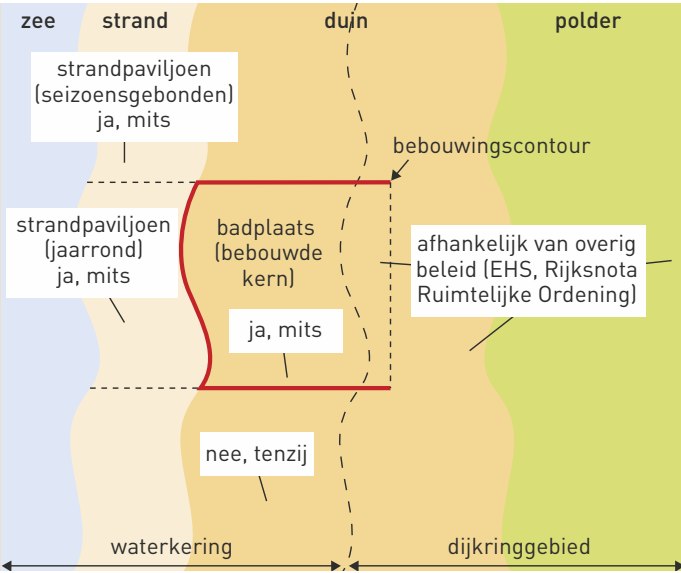 zee
strand
duin
polder
strandpaviljoen
(seizoensgebonden)
ja, mits
bebouwingscontour
strandpaviljoen
(jaarrond)
ja, mits
badplaats
(bebouwde
kern)
ja, mits
afhankelijk van overig
beleid (EHS, Rijksnota
Ruimtelijke Ordening)
nee, tenzij
waterkering
dijkringgebied